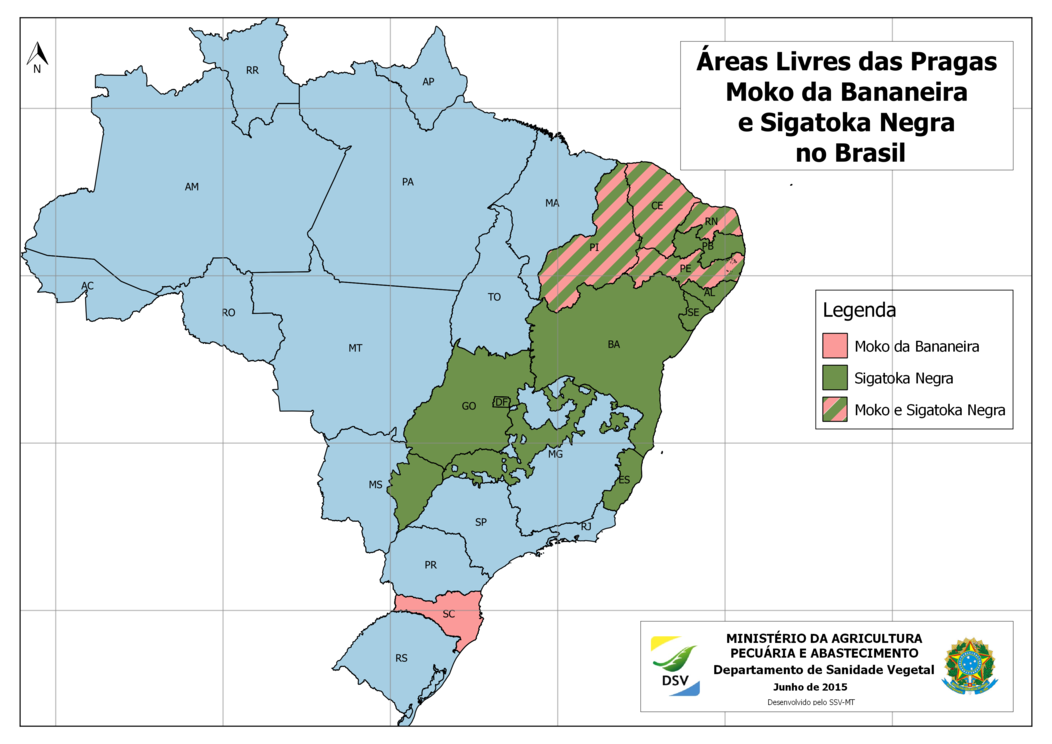 Áreas Livres das Pragas
Moko da Bananeira
e Sigatoka Negra
no Brasil
N
RR
AP
AM
PA
MA
CE
RN
PI
PB
PE
AC
AL
TO
RO
SE
BA
MT
GO
DF
MG
MS
ES
SP
RJ
PR
SC
RS
Legenda
Moko da Bananeira
Sigatoka Negra
Moko e Sigatoka Negra
DSV
MINISTÉRIO DA AGRICULTURA
PECUÁRIA E ABASTECIMENTO
Departamento de Sanidade Vegetal
Junho de 2015
Desenvolvido pelo SSV-MT